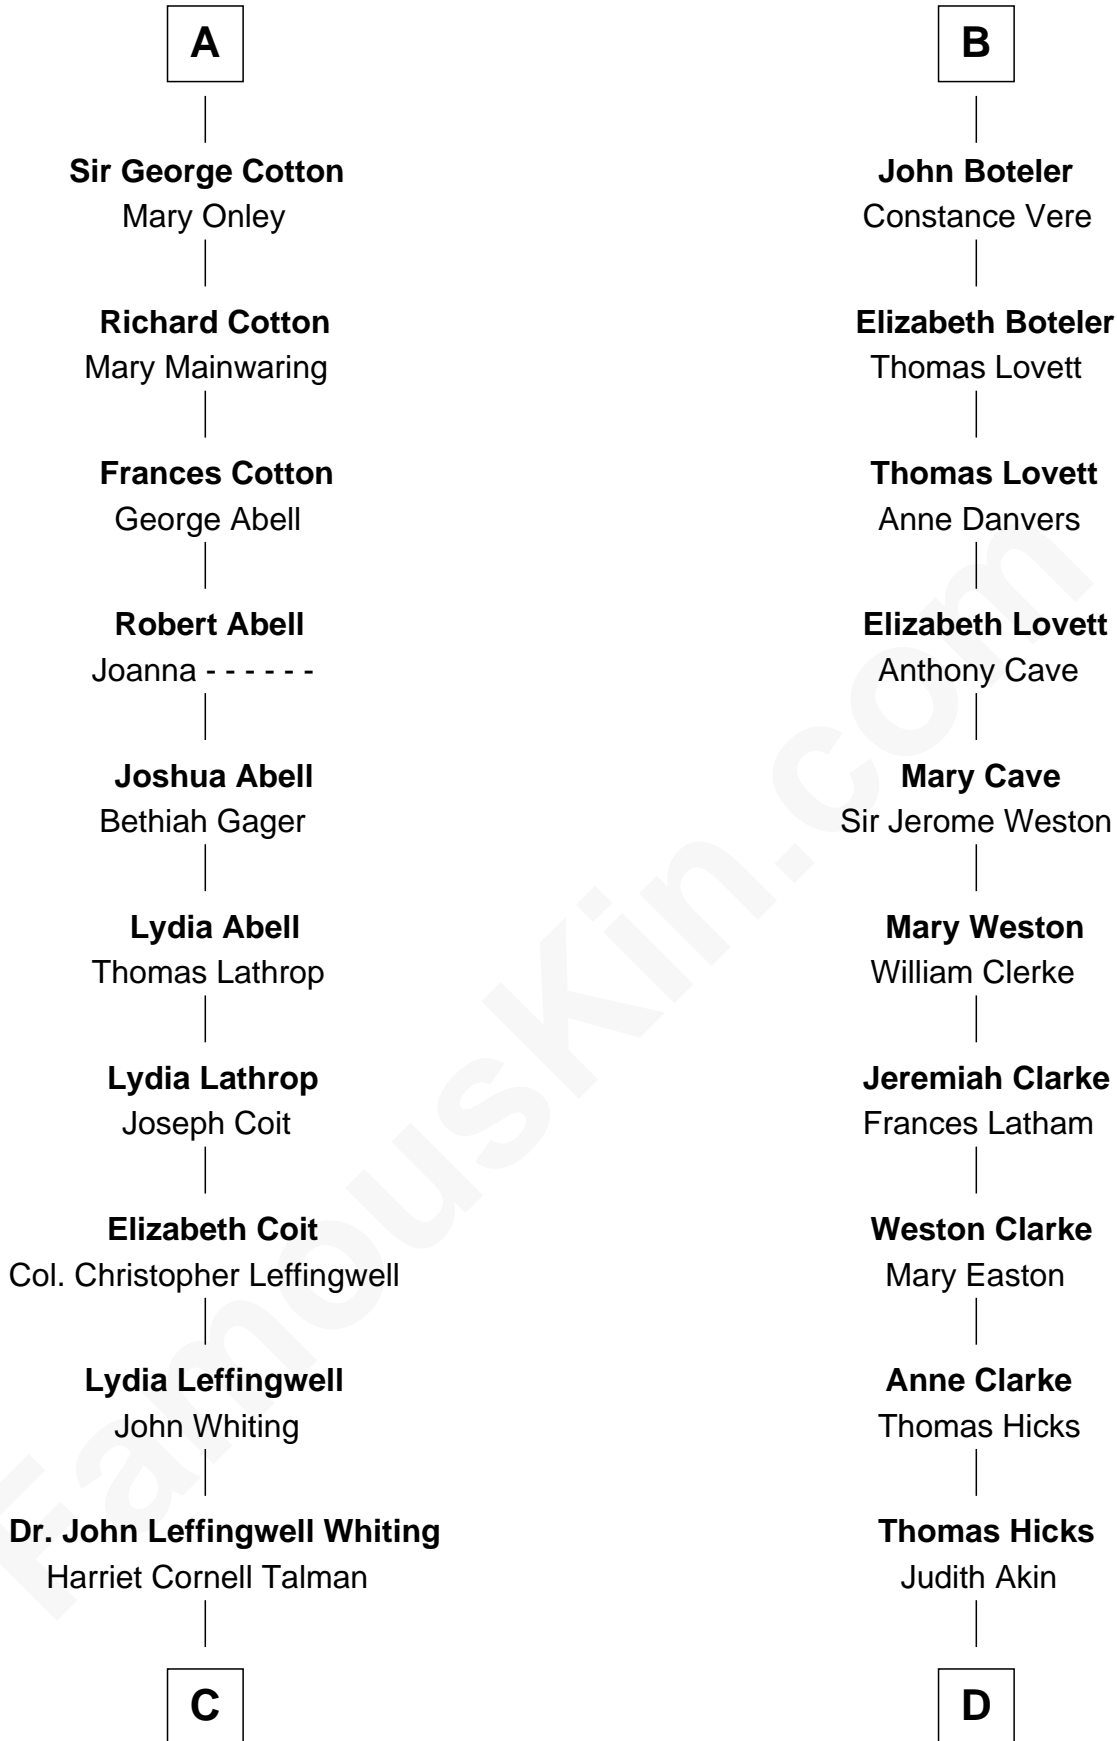 A
Sir George Cotton
Mary Onley
Richard Cotton
Mary Mainwaring
Frances Cotton
George Abell
Robert Abell
Joanna - - - - - -
Joshua Abell
Bethiah Gager
Lydia Abell
Thomas Lathrop
Lydia Lathrop
Joseph Coit
Elizabeth Coit
Col. Christopher Leffingwell
Lydia Leffingwell
John Whiting
Dr. John Leffingwell Whiting
Harriet Cornell Talman
C
B
John Boteler
Constance Vere
Elizabeth Boteler
Thomas Lovett
Thomas Lovett
Anne Danvers
Elizabeth Lovett
Anthony Cave
Mary Cave
Sir Jerome Weston
Mary Weston
William Clerke
Jeremiah Clarke
Frances Latham
Weston Clarke
Mary Easton
Anne Clarke
Thomas Hicks
Thomas Hicks
Judith Akin
D
FamousKin.com